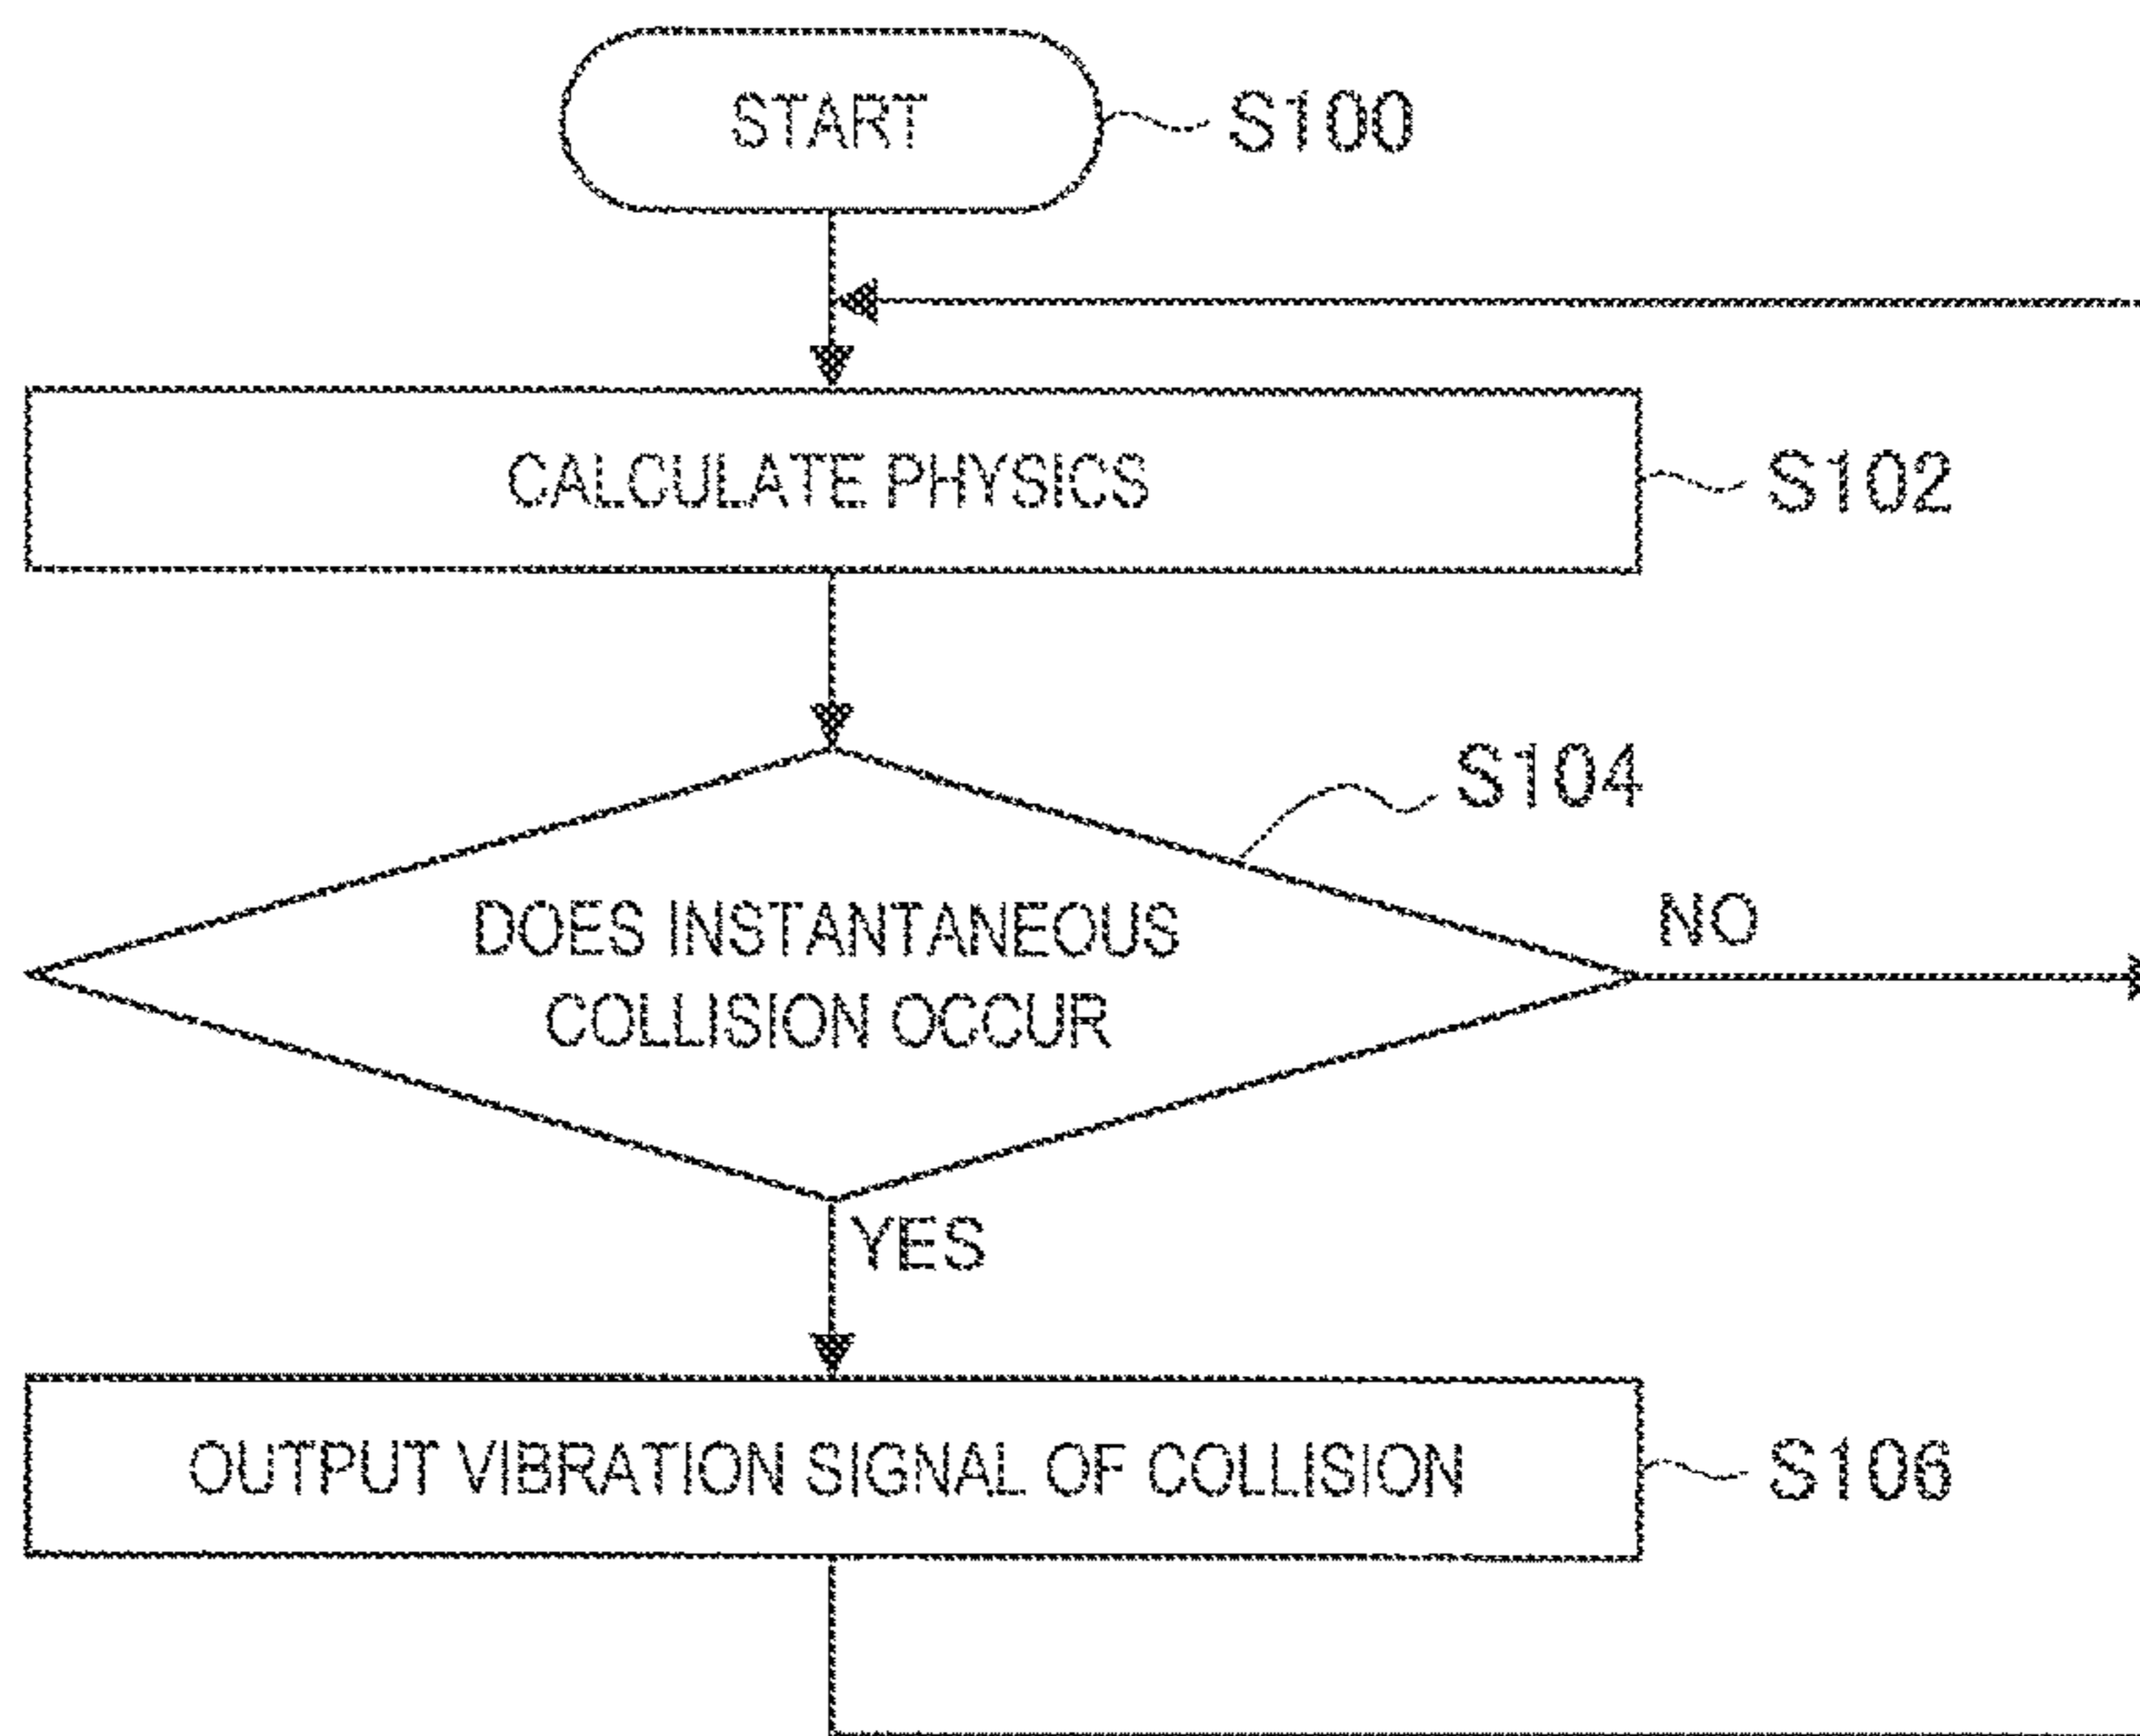 START
S100
CALCULATE PHYSICS
S102
S104
DOES INSTANTANEOUS
COLLISION OCCUR
NO
YES
OUTPUT VIBRATION SIGNAL OF COLLISION
S106